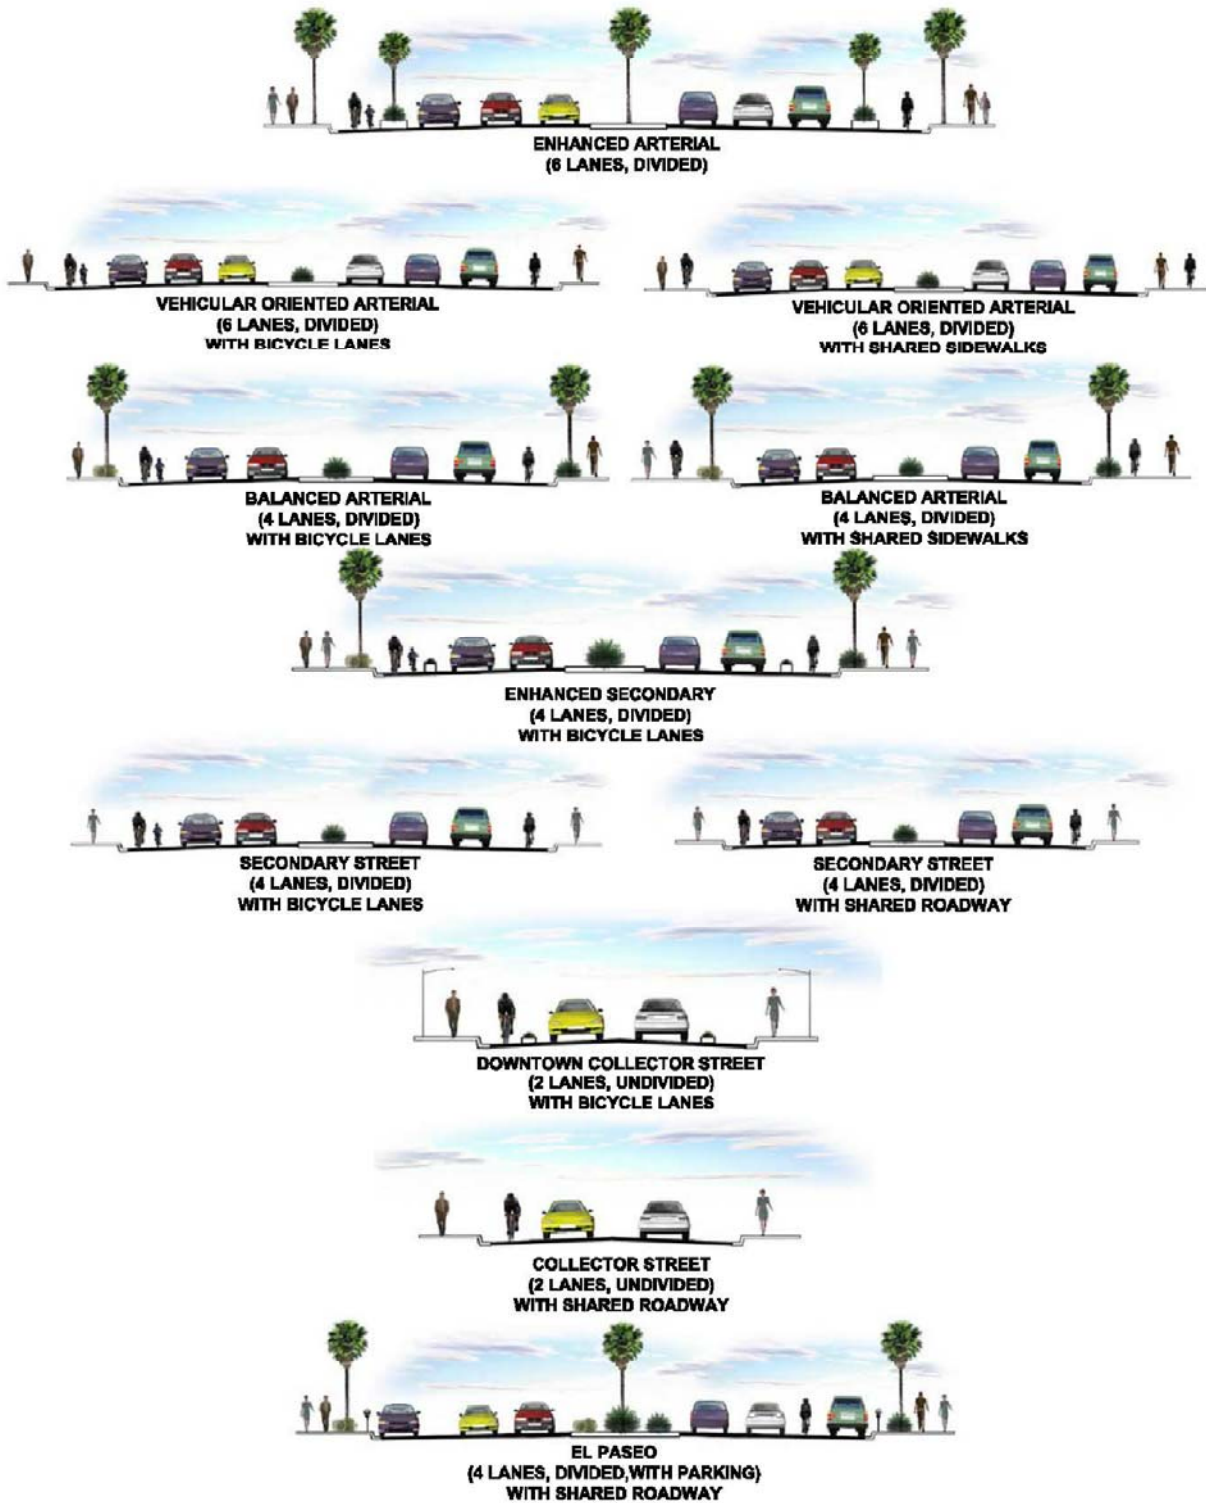 ENHANCED ARTERIAL
(6 LANES, DIVIDED)
VEHICULAR ORIENTED ARTERIAL
(6 LANES, DIVIDED)
WITH BICYCLE LANES
VEHICULAR ORIENTED ARTERIAL
(6 LANES, DIVIDED)
WITH SHARED SIDEWALKS
BALANCED ARTERIAL
(4 LANES, DIVIDED)
WITH BICYCLE LANES
BALANCED ARTERIAL
(4 LANES, DIVIDED)
WITH SHARED SIDEWALKS
ENHANCED SECONDARY
(4 LANES, DIVIDED)
WITH BICYCLE LANES
SECONDARY STREET
(4 LANES, DIVIDED)
WITH BICYCLE LANES
SECONDARY STREET
(4 LANES, DIVIDED)
WITH SHARED ROADWAY
DOWNTOWN COLLECTOR STREET
(2 LANES, UNDIVIDED)
WITH BICYCLE LANES
COLLECTOR STREET
(2 LANES, UNDIVIDED)
WITH SHARED ROADWAY
EL PASEO
(4 LANES, DIVIDED,WITH PARKING)
WITH SHARED ROADWAY